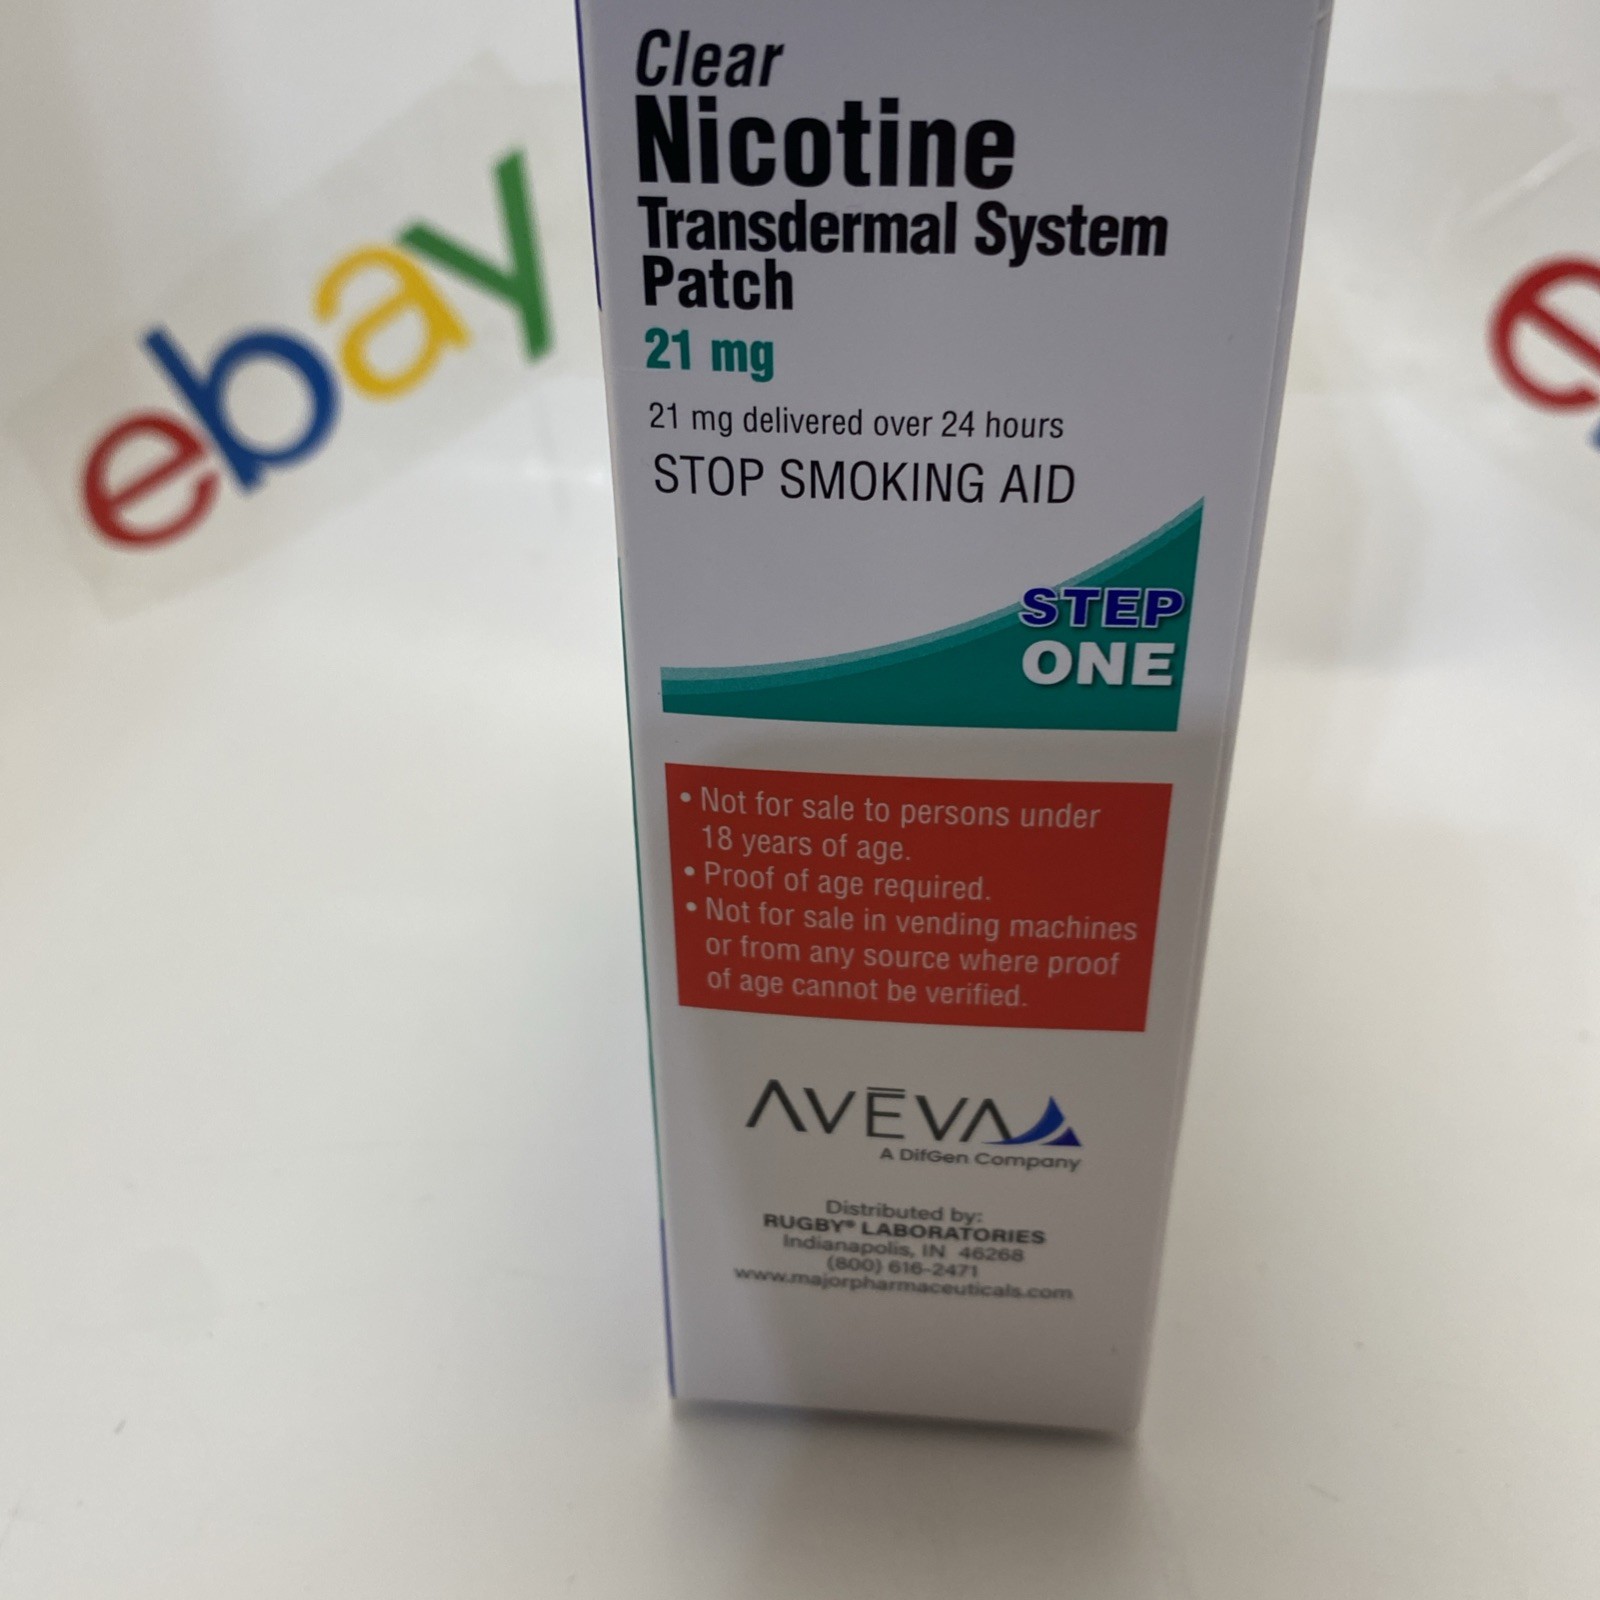 ebay
Clear
Nicotine
Transdermal System
Patch
21 mg
21 mg delivered over 24 hours
STOP SMOKING AID
STEP
ONE
• Not for sale to persons under
18 years of age.
• Proof of age required.
• Not for sale in vending machines
or from any source where proof
of age cannot be verified.
AVĒVA
A DifGen Company
Distributed by:
RUGBY® LABORATORIES
Indianapolis, IN 46268
(800) 616-2471
www.majorpharmaceuticals.com
e